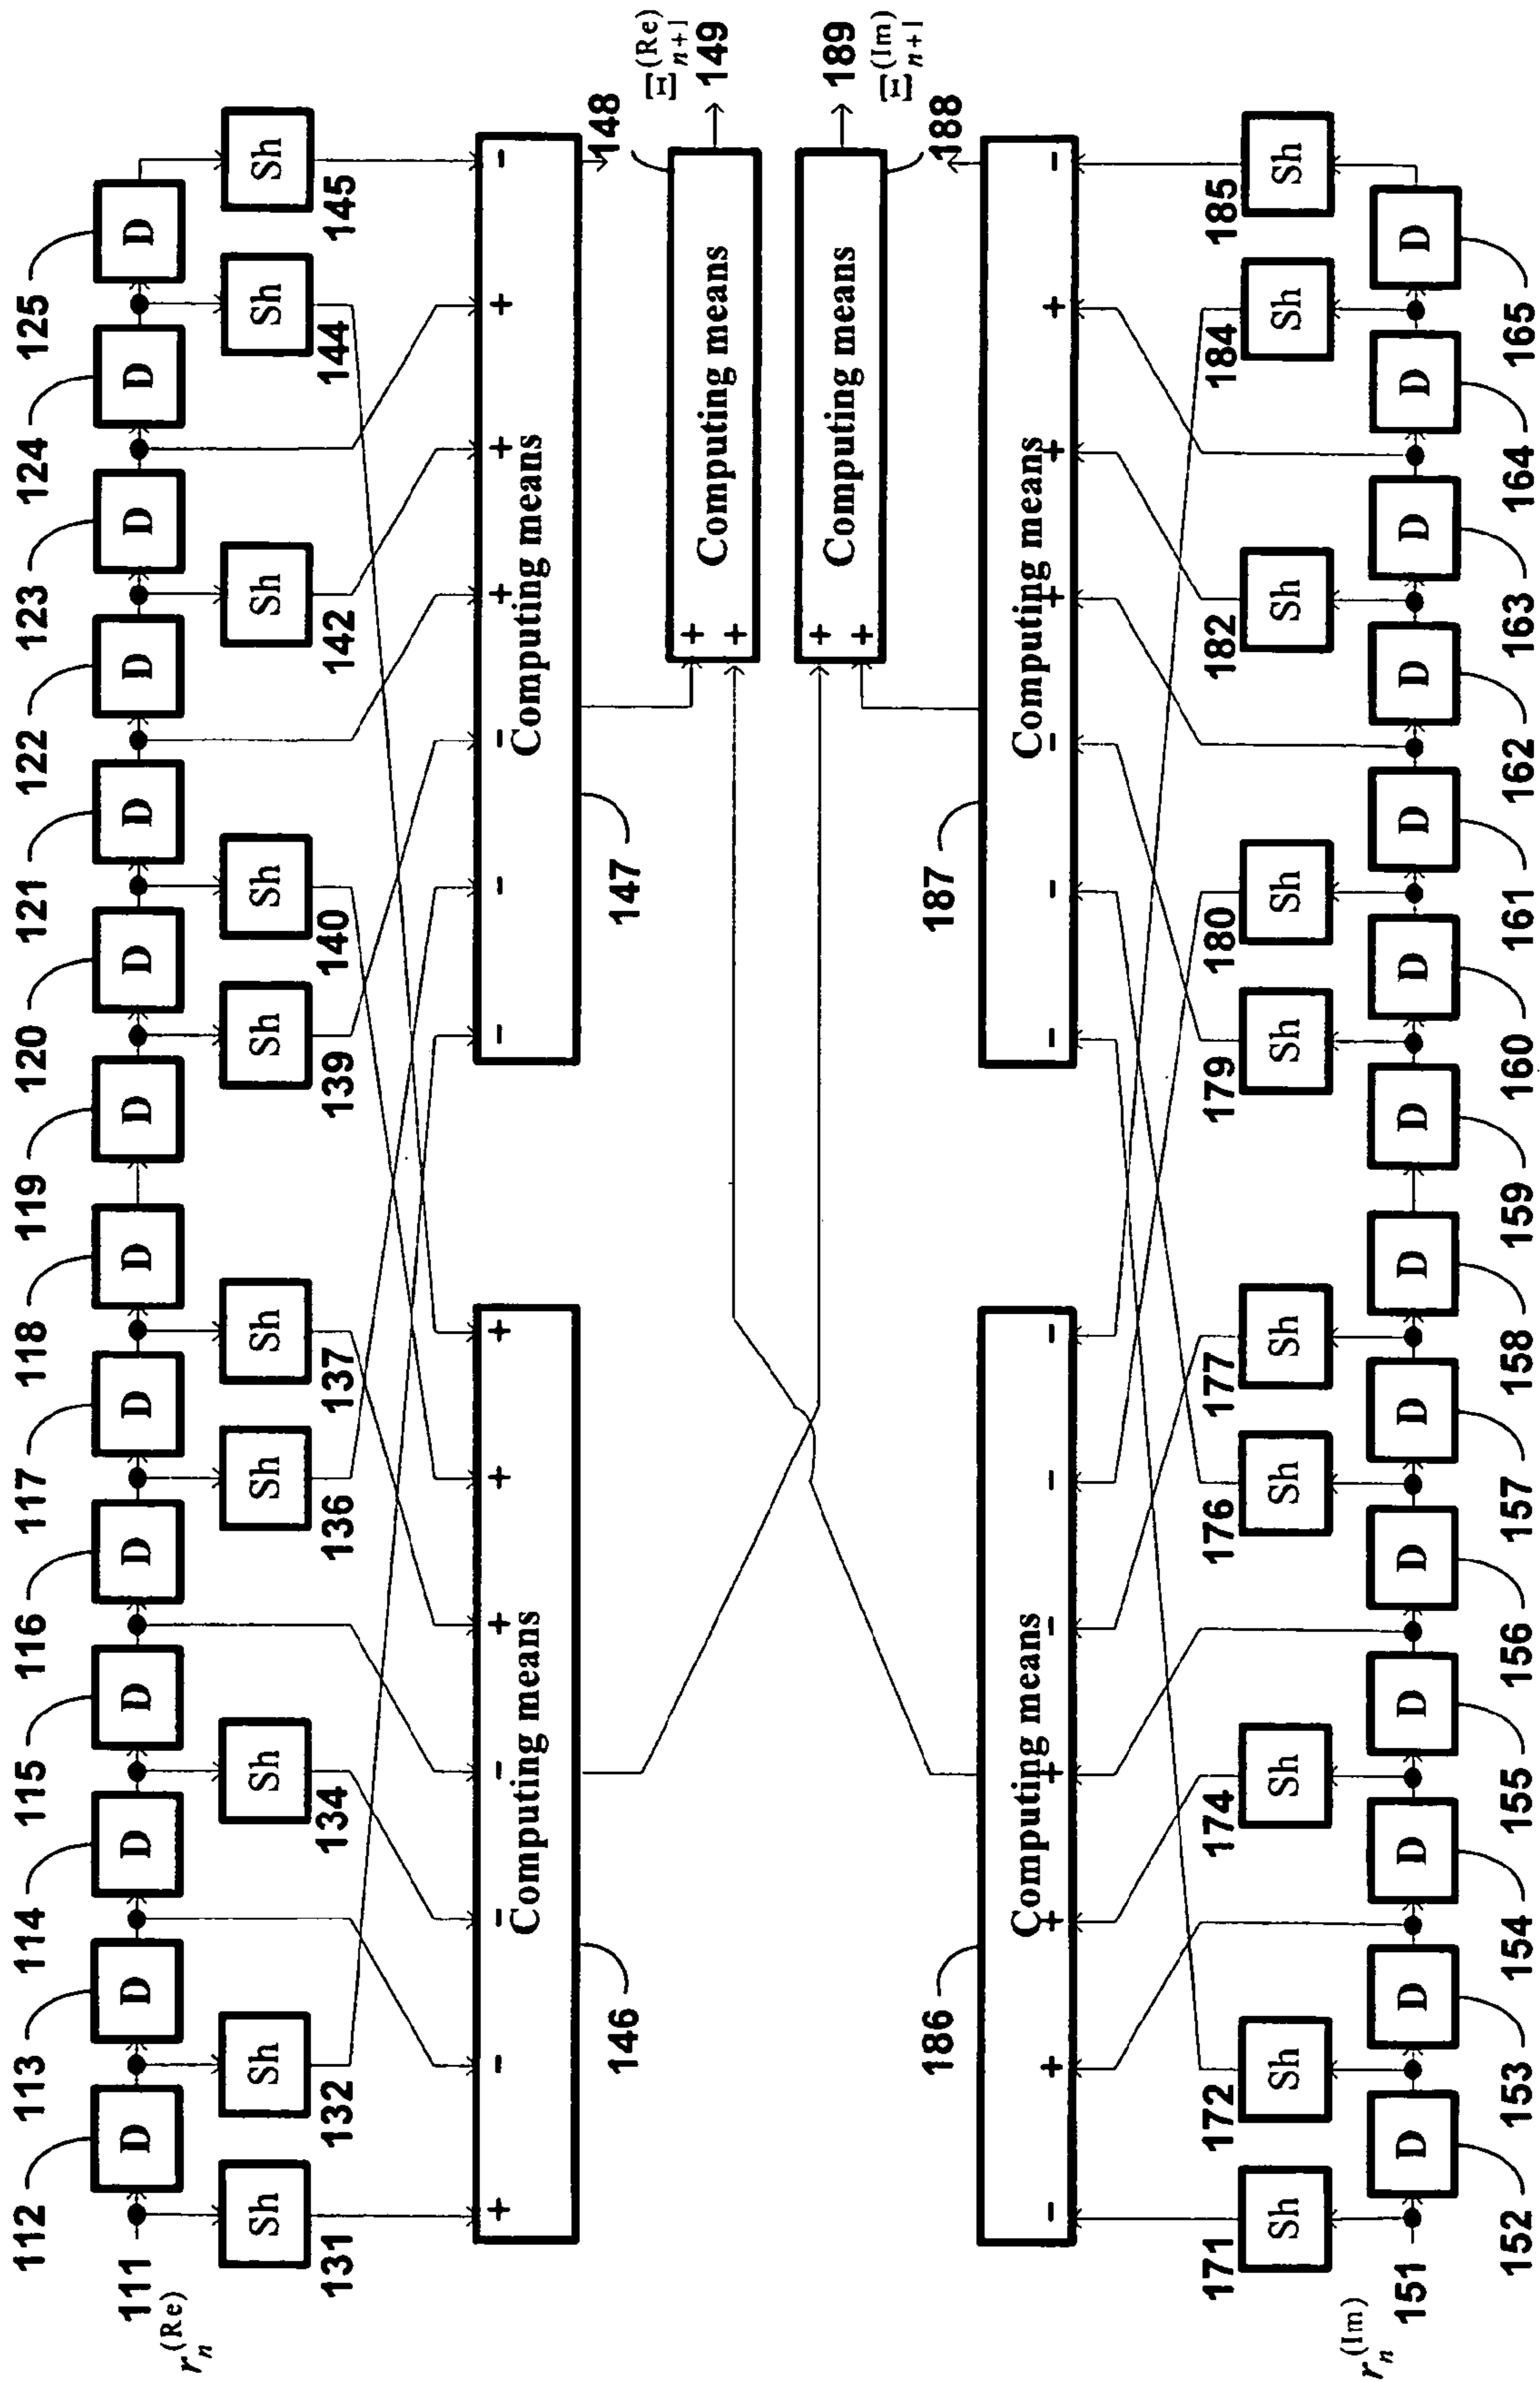 112 113 114 115 116 117 118 119 120 121 122 123 124 125
111 D D D D D D D D D D D D D D
r_n^(Re)
Sh Sh Sh Sh Sh Sh Sh Sh Sh Sh
131 132 134 136 137 139 140 142 144 145
+ - - - + + + - - - + + + -
Computing means Computing means
146 147 148
Ξ_{n+1}^(Re)
+ + Computing means 149
+ + Computing means 189
Ξ_{n+1}^(Im)
186 187 188
Computing means Computing means
- + + + - - - - - - + + + -
171 172 174 176 177 179 180 182 184 185
Sh Sh Sh Sh Sh Sh Sh Sh Sh Sh
r_n^(Im)
151 D D D D D D D D D D D D D D
152 153 154 155 156 157 158 159 160 161 162 163 164 165